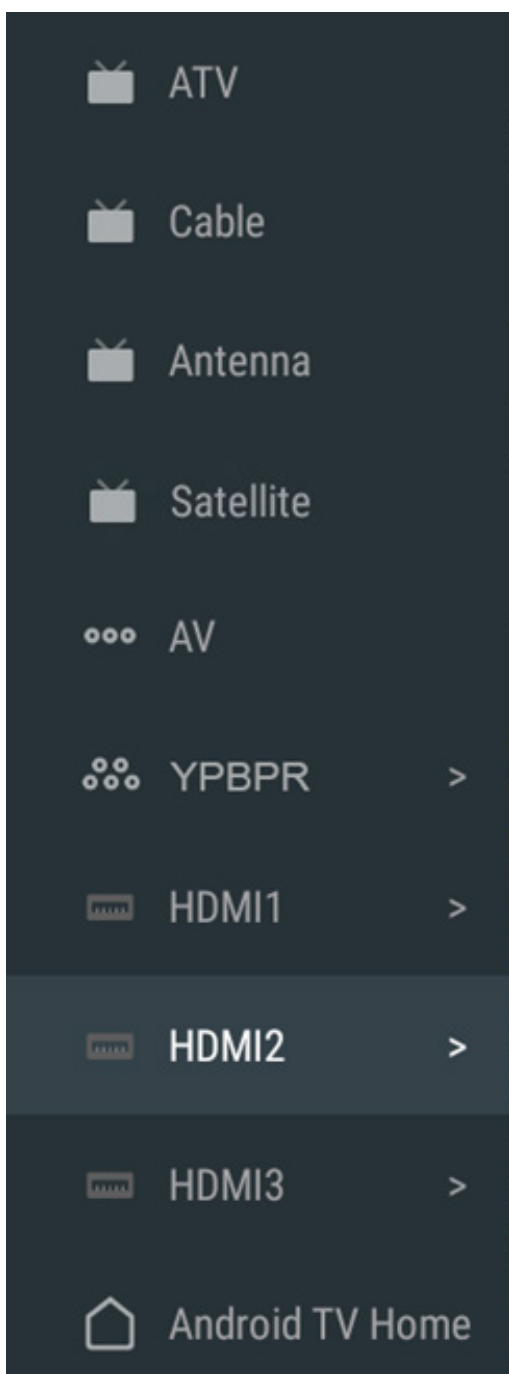 ATV
Cable
Antenna
Satellite
AV
YPBPR >
HDMI1 >
HDMI2 >
HDMI3 >
Android TV Home